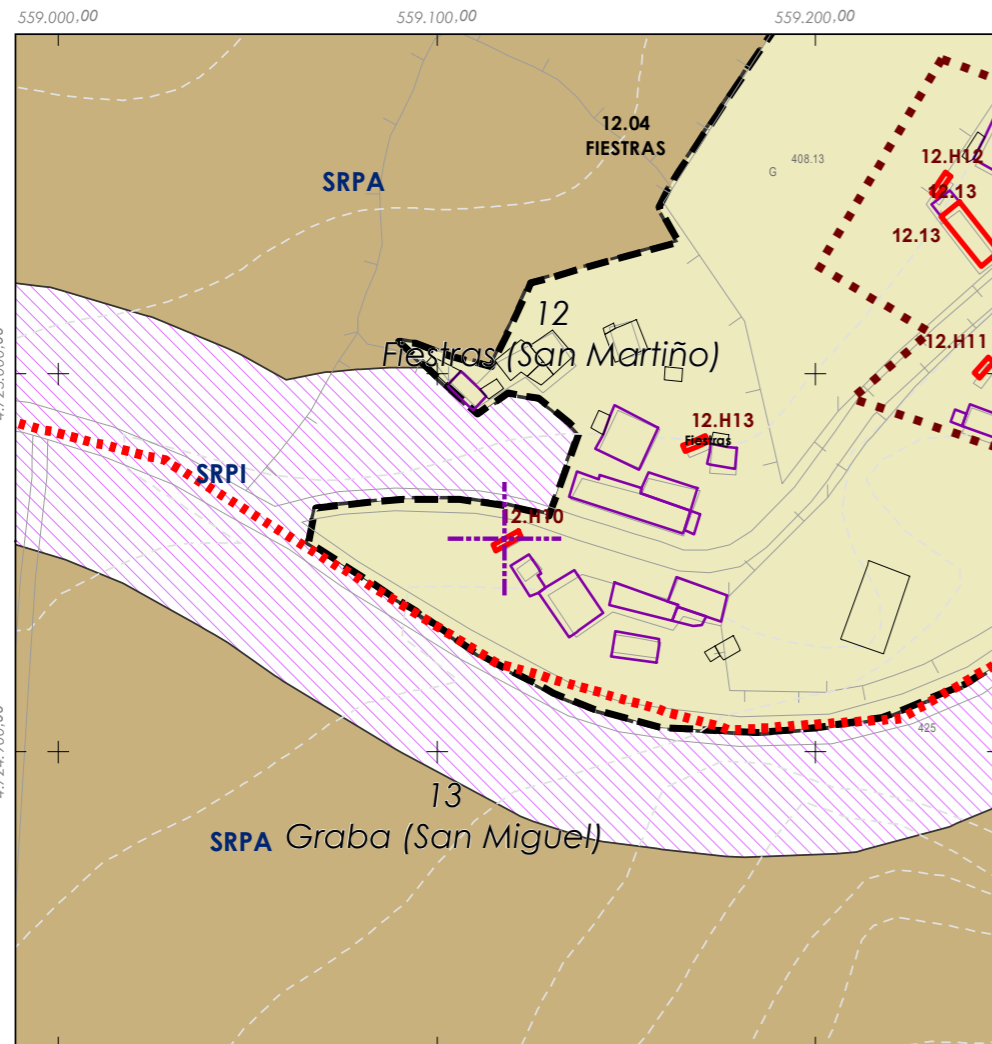 559.000,00
559.100,00
559.200,00
12.04
FIESTRAS
408.13
G
12.H12
SRPA
12.13
12.13
12
12.H11
Fiestras (San Martiño)
12.H13
Fiestras
SRPI
2.H10
425
13
SRPA
Graba (San Miguel)